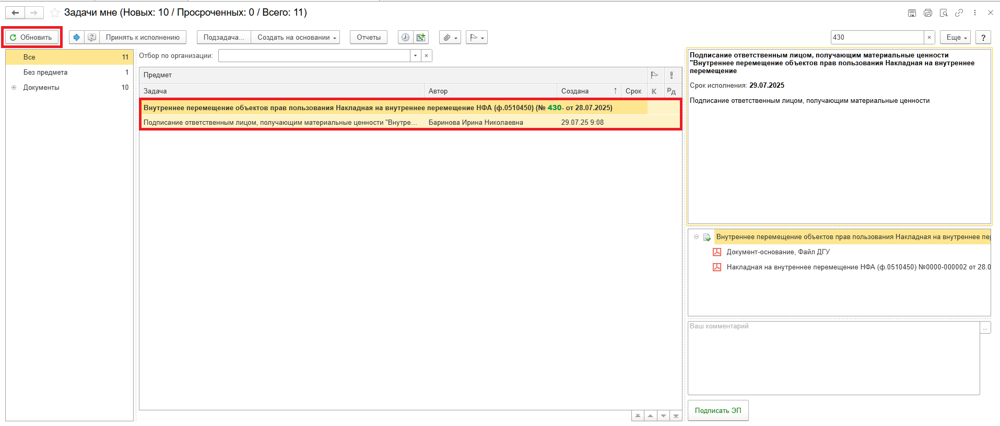 Задачи мне (Новых: 10 / Просроченных: 0 / Всего: 11)
Обновить
Принять к исполнению
Подзадача...
Создать на основании
Отчеты
430
×
Еще
?
Все 11
Без предмета 1
Документы 10
Отбор по организации:
Предмет
Задача Автор Создана ↑ Срок К Рд
Внутреннее перемещение объектов прав пользования Накладная на внутреннее перемещение НФА (ф.0510450) (№ 430- от 28.07.2025)
Подписание ответственным лицом, получающим материальные ценности "Внутре... Баринова Ирина Николаевна 29.07.25 9:08
Подписание ответственным лицом, получающим материальные ценности
"Внутреннее перемещение объектов прав пользования Накладная на внутреннее
перемещение
Срок исполнения: 29.07.2025
Подписание ответственным лицом, получающим материальные ценности
Внутреннее перемещение объектов прав пользования Накладная на внутреннее пер
Документ-основание, Файл ДГУ
Накладная на внутреннее перемещение НФА (ф.0510450) №0000-000002 от 28.0
Ваш комментарий
...
Подписать ЭП